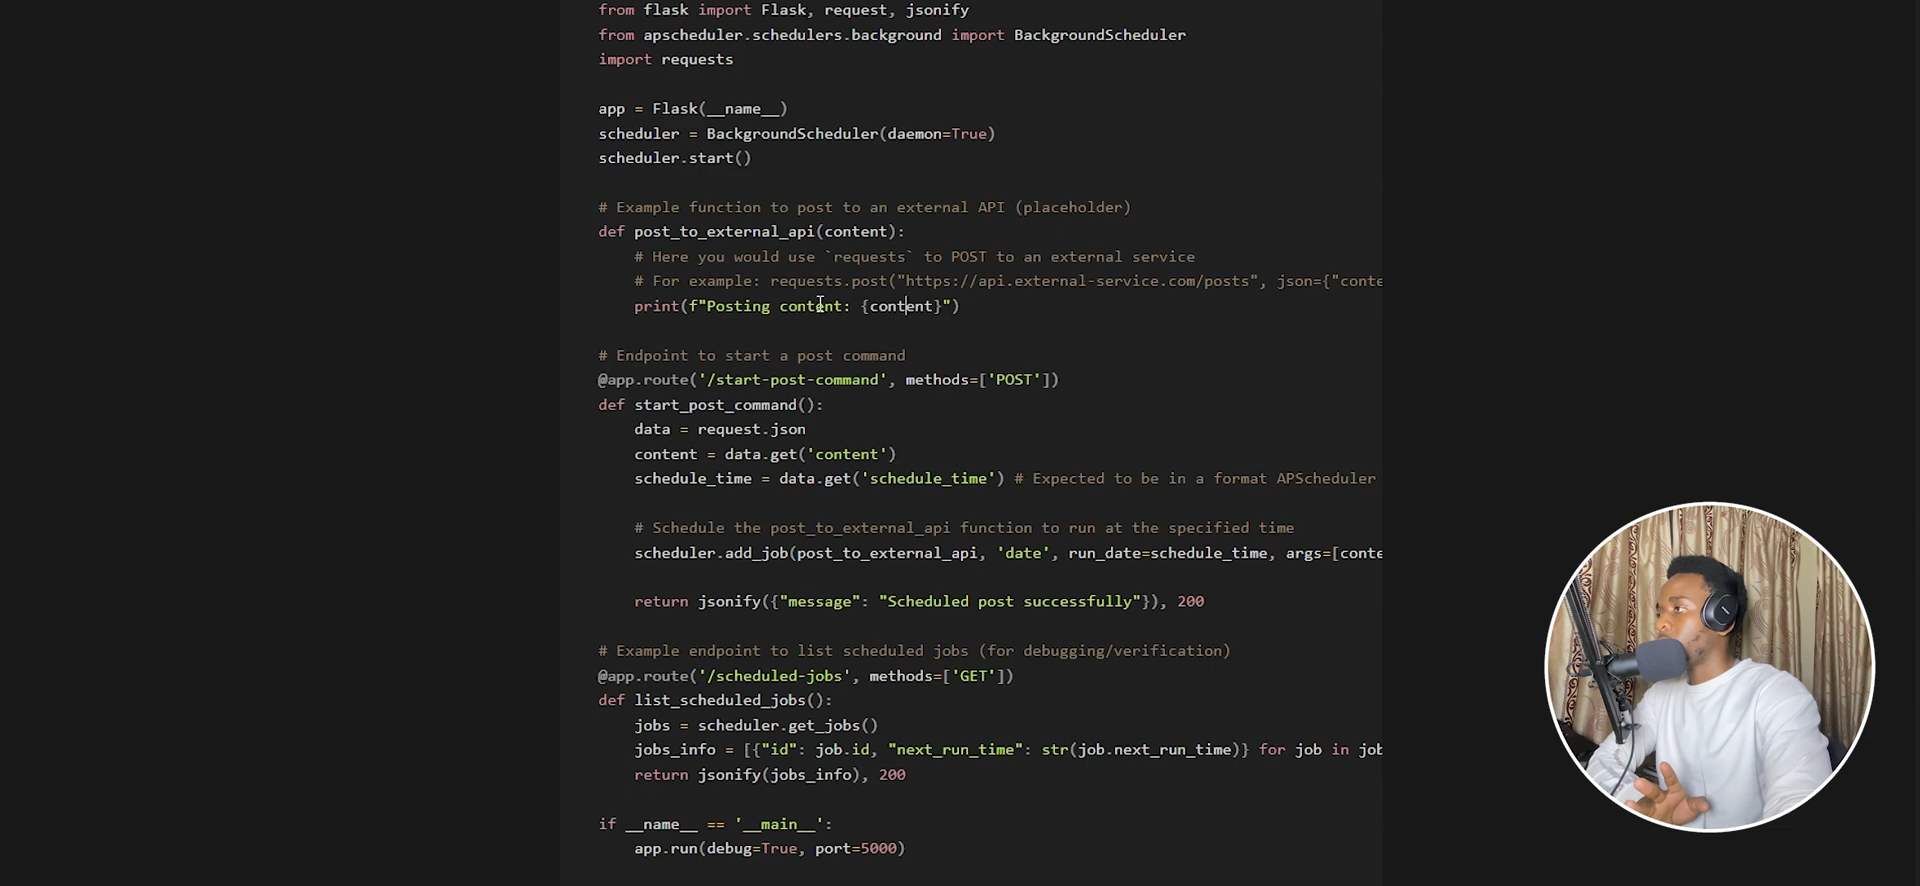 from flask import Flask, request, jsonify
from apscheduler.schedulers.background import BackgroundScheduler
import requests
app = Flask(__name__)
scheduler = BackgroundScheduler(daemon=True)
scheduler.start()
# Example function to post to an external API (placeholder)
def post_to_external_api(content):
    # Here you would use `requests` to POST to an external service
    # For example: requests.post("https://api.external-service.com/posts", json={"conte
    print(f"Posting content: {content}")
# Endpoint to start a post command
@app.route('/start-post-command', methods=['POST'])
def start_post_command():
    data = request.json
    content = data.get('content')
    schedule_time = data.get('schedule_time') # Expected to be in a format APScheduler
    # Schedule the post_to_external_api function to run at the specified time
    scheduler.add_job(post_to_external_api, 'date', run_date=schedule_time, args=[conte
    return jsonify({"message": "Scheduled post successfully"}), 200
# Example endpoint to list scheduled jobs (for debugging/verification)
@app.route('/scheduled-jobs', methods=['GET'])
def list_scheduled_jobs():
    jobs = scheduler.get_jobs()
    jobs_info = [{"id": job.id, "next_run_time": str(job.next_run_time)} for job in job
    return jsonify(jobs_info), 200
if __name__ == '__main__':
    app.run(debug=True, port=5000)